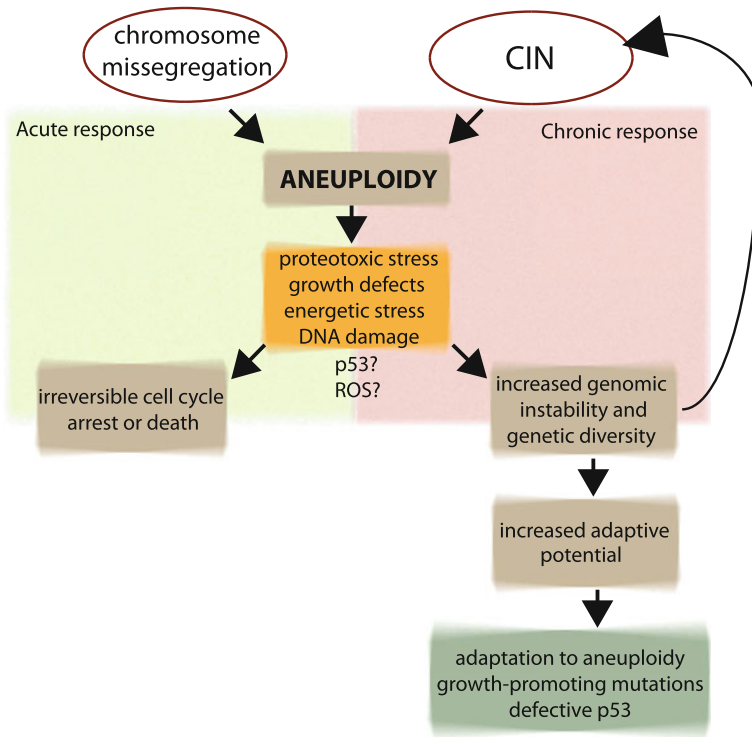 chromosome
missegregation
CIN
Acute response
Chronic response
ANEUPLOIDY
proteotoxic stress
growth defects
energetic stress
DNA damage
p53?
ROS?
irreversible cell cycle
arrest or death
increased genomic
instability and
genetic diversity
increased adaptive
potential
adaptation to aneuploidy
growth-promoting mutations
defective p53